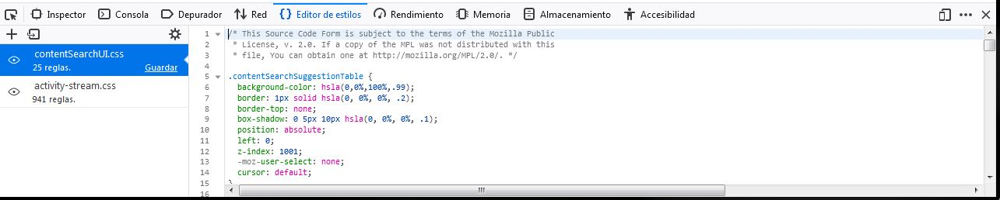 Inspector Consola Depurador Red Editor de estilos Rendimiento Memoria Almacenamiento Accesibilidad
contentSearchUI.css
25 reglas. Guardar
activity-stream.css
941 reglas.
1 /* This Source Code Form is subject to the terms of the Mozilla Public
2 * License, v. 2.0. If a copy of the MPL was not distributed with this
3 * file, You can obtain one at http://mozilla.org/MPL/2.0/. */
4
5 .contentSearchSuggestionTable {
6 background-color: hsla(0,0%,100%,.99);
7 border: 1px solid hsla(0, 0%, 0%, .2);
8 border-top: none;
9 box-shadow: 0 5px 10px hsla(0, 0%, 0%, .1);
10 position: absolute;
11 left: 0;
12 z-index: 1001;
13 -moz-user-select: none;
14 cursor: default;
15 }
16